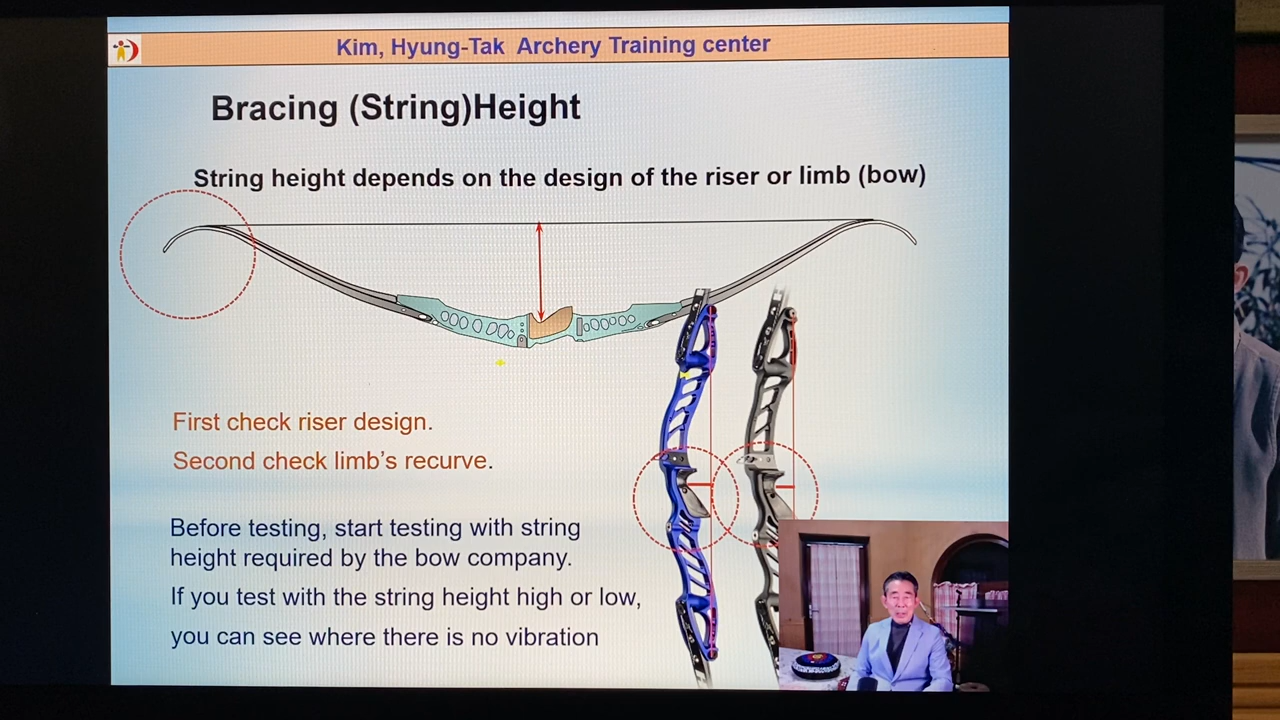 Kim, Hyung-Tak Archery Training center
Bracing (String)Height
String height depends on the design of the riser or limb (bow)
First check riser design.
Second check limb's recurve.
Before testing, start testing with string
height required by the bow company.
If you test with the string height high or low,
you can see where there is no vibration